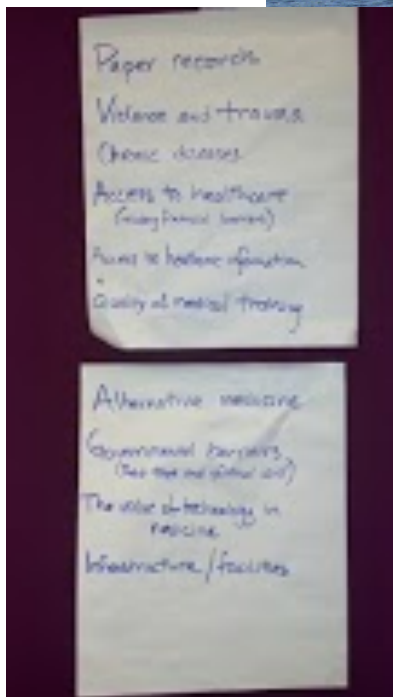 Paper records
Violence and trauma
Chronic diseases
Access to healthcare
Access to healthcare information
Quality of medical training
Alternative medicine
Governmental barriers
The value of technology in
medicine
Infrastructure/facilities